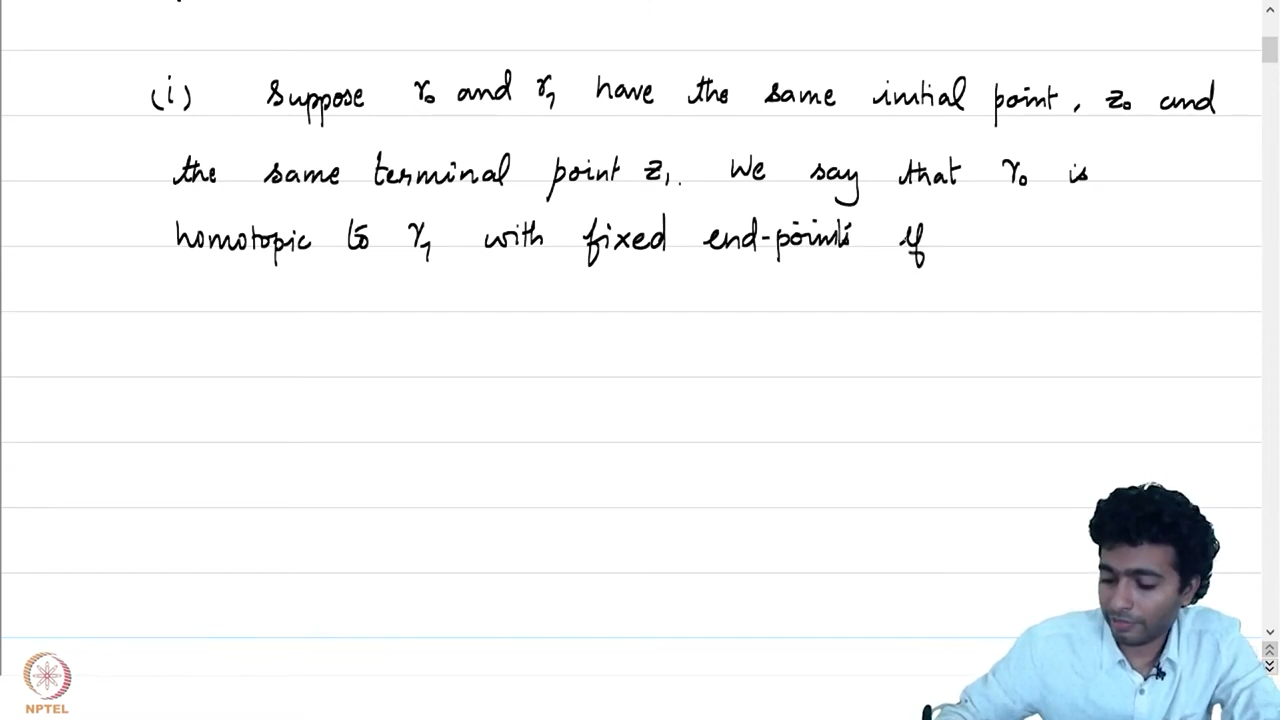 (i) Suppose γ₀ and γ₁ have the same initial point, z₀ and
the same terminal point z₁. We say that γ₀ is
homotopic to γ₁ with fixed end-points if
NPTEL